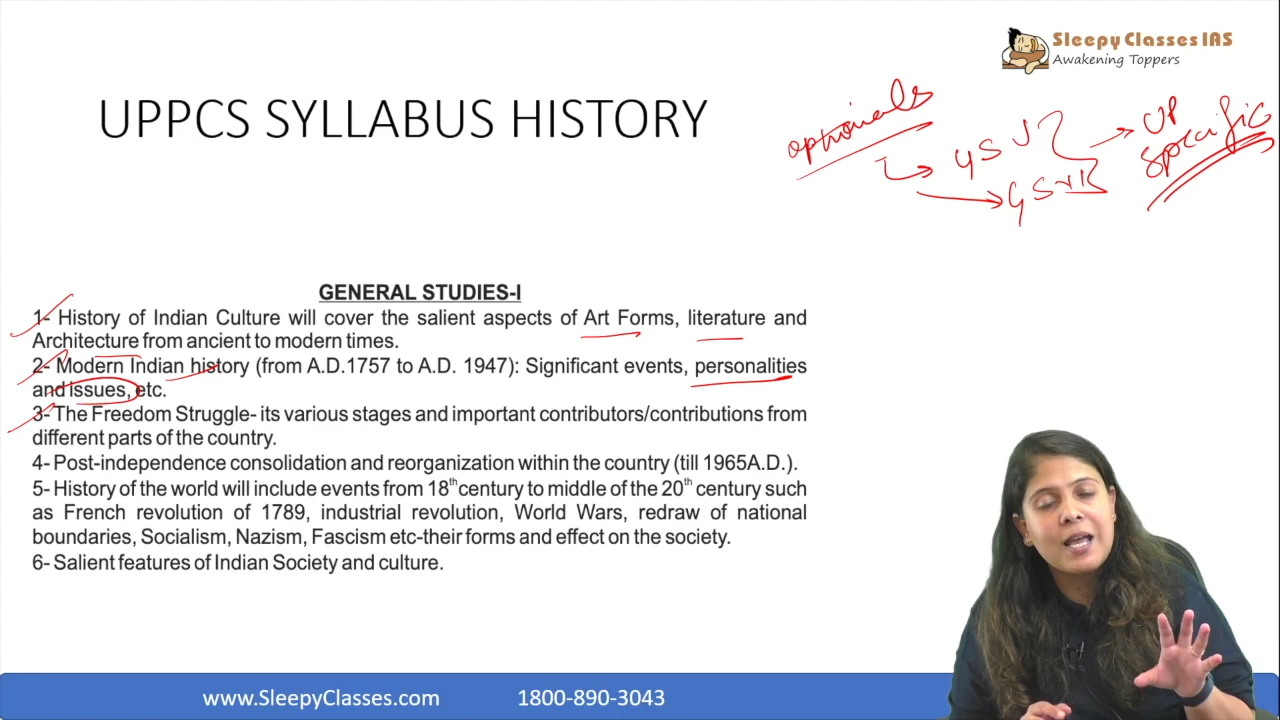 Sleepy Classes IAS
Awakening Toppers
UPPCS SYLLABUS HISTORY
optionals
GS V
GS VI
UP
specific
GENERAL STUDIES-I
1- History of Indian Culture will cover the salient aspects of Art Forms, literature and
Architecture from ancient to modern times.
2- Modern Indian history (from A.D.1757 to A.D. 1947): Significant events, personalities
and issues, etc.
3- The Freedom Struggle- its various stages and important contributors/contributions from
different parts of the country.
4- Post-independence consolidation and reorganization within the country (till 1965A.D.).
5- History of the world will include events from 18th century to middle of the 20th century such
as French revolution of 1789, industrial revolution, World Wars, redraw of national
boundaries, Socialism, Nazism, Fascism etc-their forms and effect on the society.
6- Salient features of Indian Society and culture.
www.SleepyClasses.com
1800-890-3043